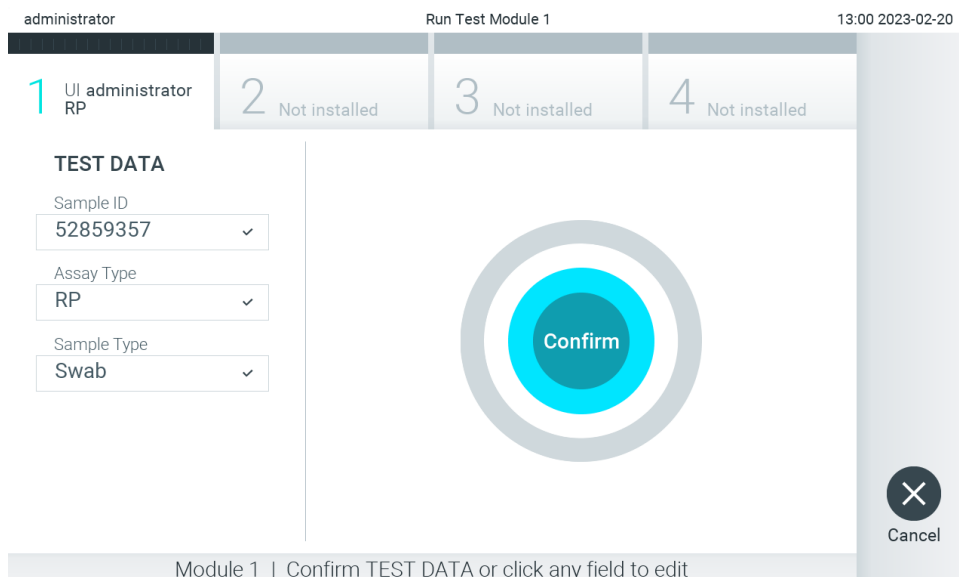 administrator
Run Test Module 1
13:00 2023-02-20
1 UI administrator
RP
2 Not installed
3 Not installed
4 Not installed
TEST DATA
Sample ID
52859357
Assay Type
RP
Sample Type
Swab
Confirm
Cancel
Module 1 | Confirm TEST DATA or click any field to edit